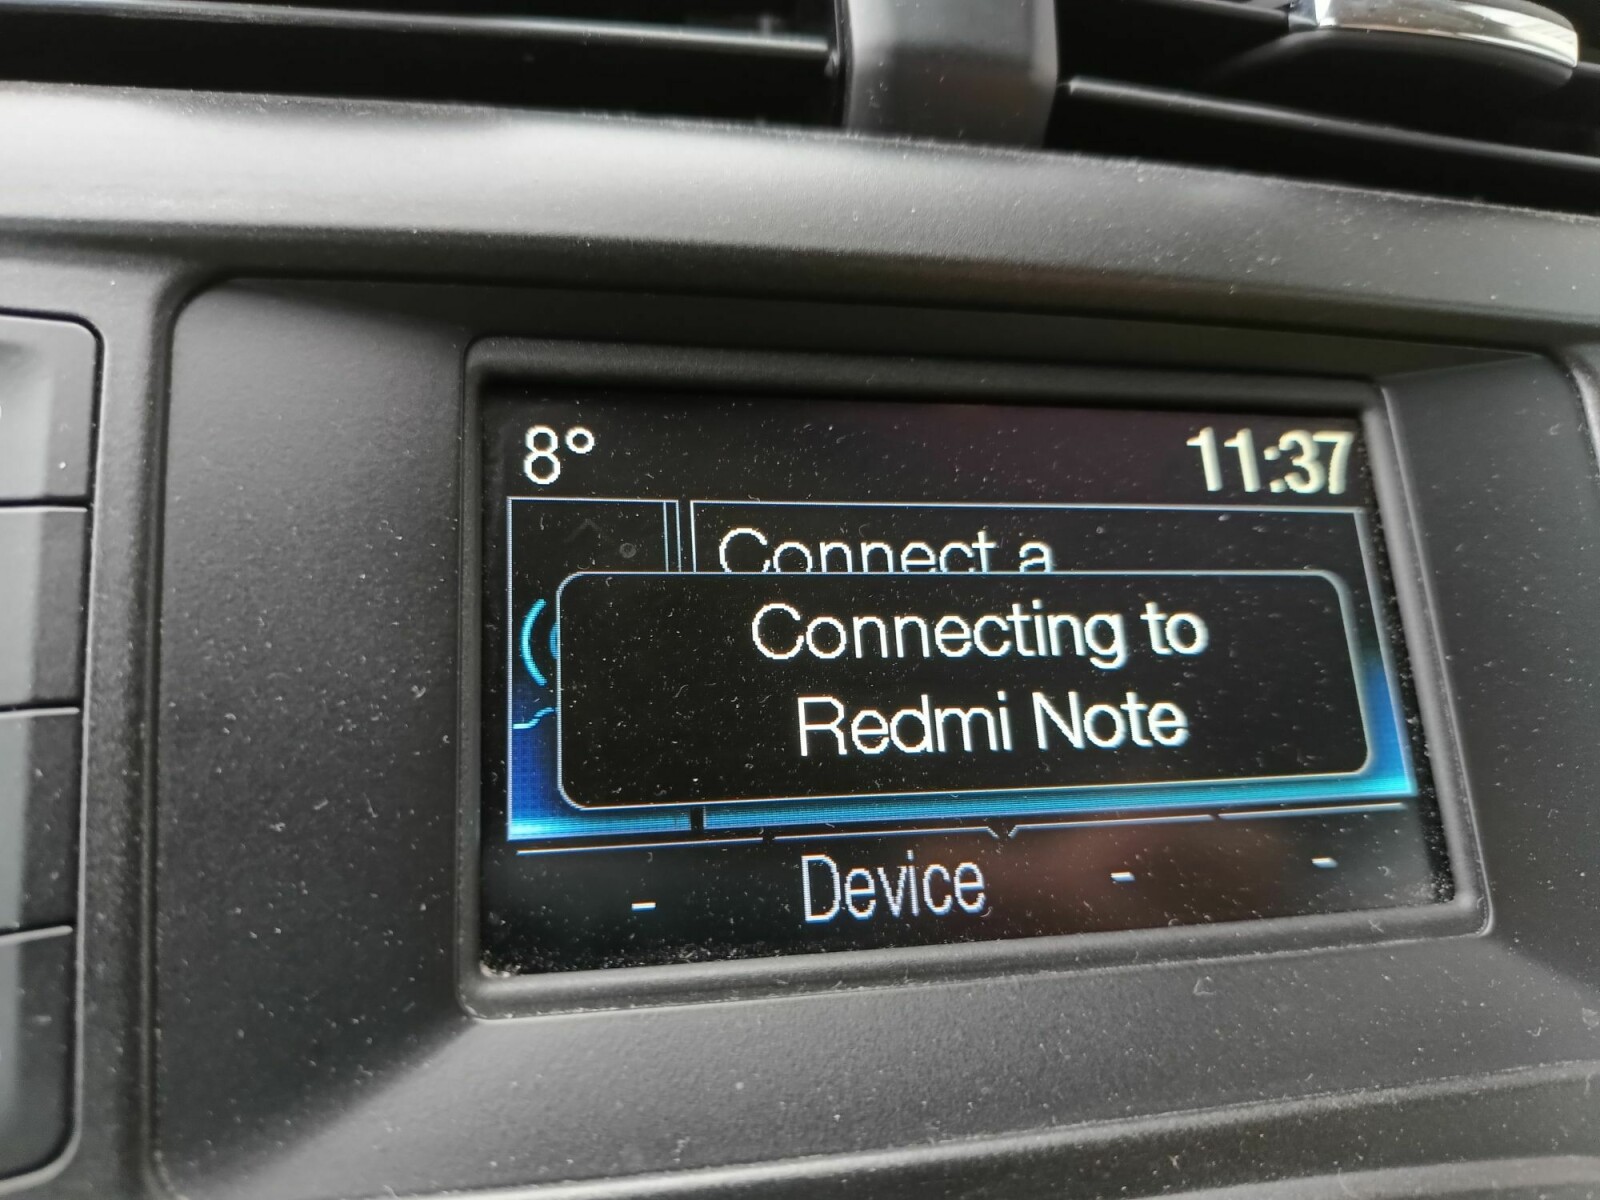 8°
11:37
Connect a
Connecting to
Redmi Note
- Device - -